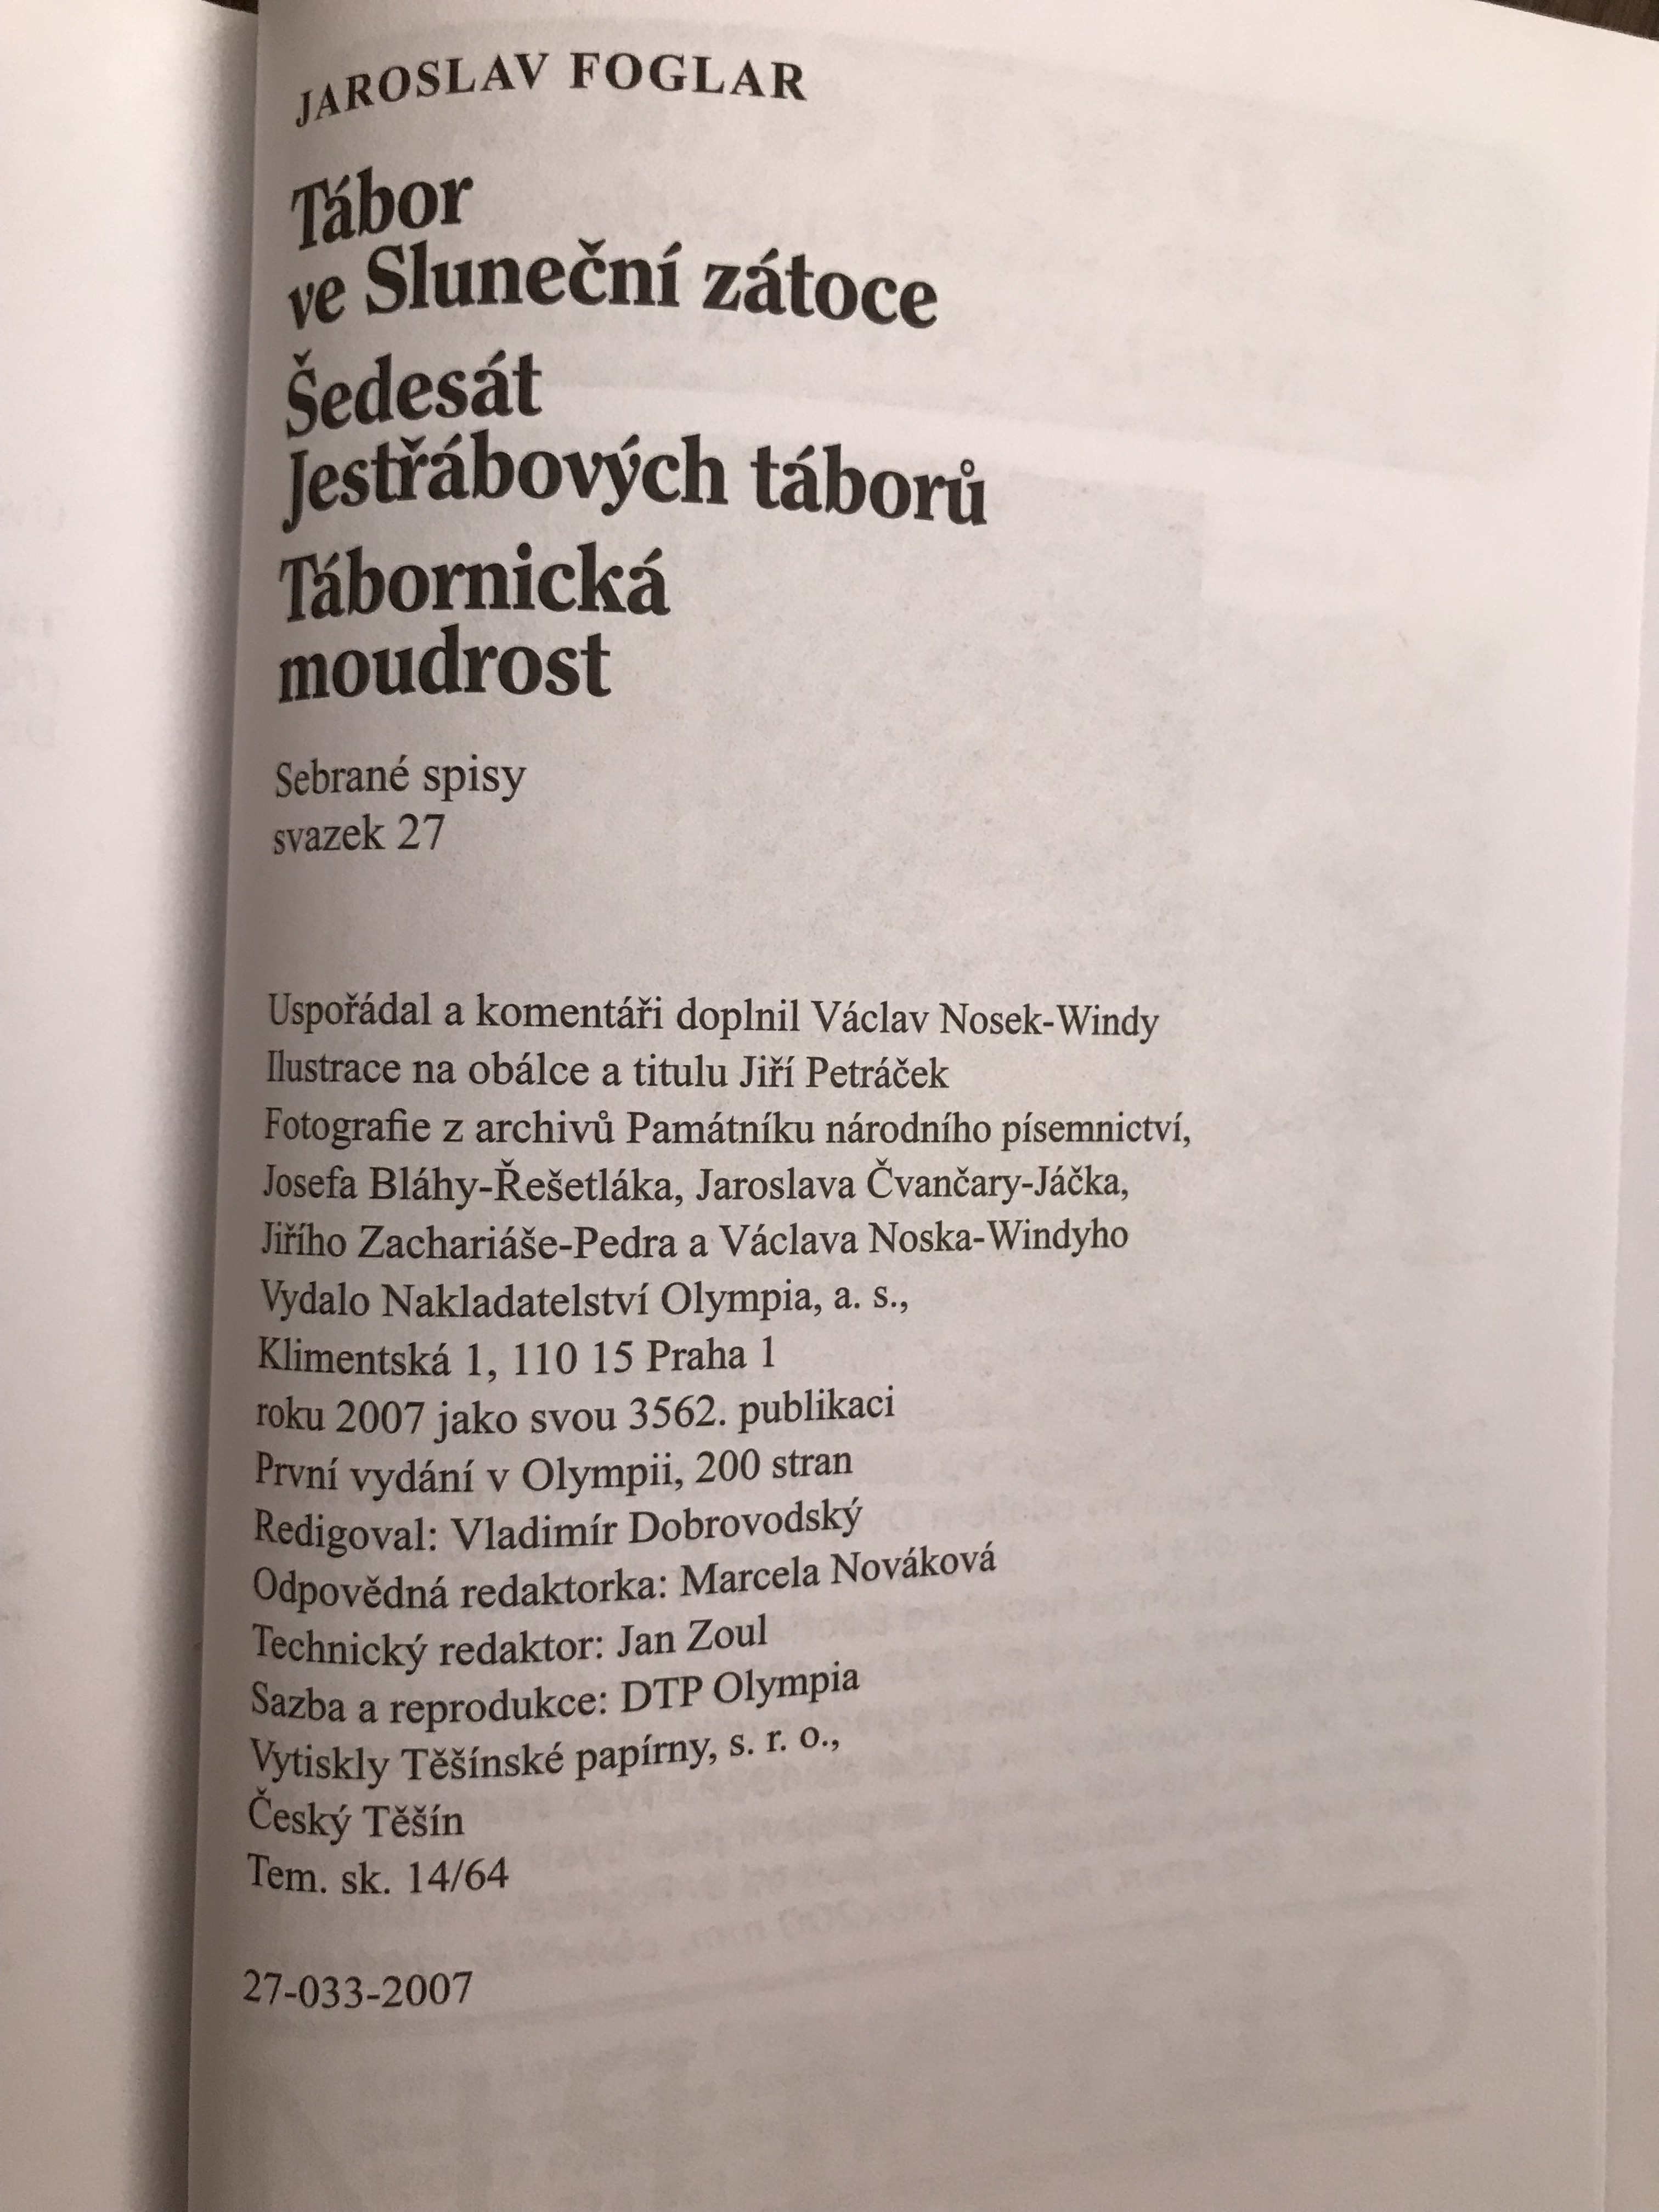 JAROSLAV FOGLAR
Tábor
ve Sluneční zátoce
Šedesát
Jestřábových táborů
Tábornická
moudrost
Sebrané spisy
svazek 27
Uspořádal a komentáři doplnil Václav Nosek-Windy
Ilustrace na obálce a titulu Jiří Petráček
Fotografie z archivů Památníku národního písemnictví,
Josefa Bláhy-Řešetláka, Jaroslava Čvančary-Jáčka,
Jiřího Zachariáše-Pedra a Václava Noska-Windyho
Vydalo Nakladatelství Olympia, a. s.,
Klimentská 1, 110 15 Praha 1
roku 2007 jako svou 3562. publikaci
První vydání v Olympii, 200 stran
Redigoval: Vladimír Dobrovodský
Odpovědná redaktorka: Marcela Nováková
Technický redaktor: Jan Zoul
Sazba a reprodukce: DTP Olympia
Vytiskly Těšínské papírny, s. r. o.,
Český Těšín
Tem. sk. 14/64
27-033-2007